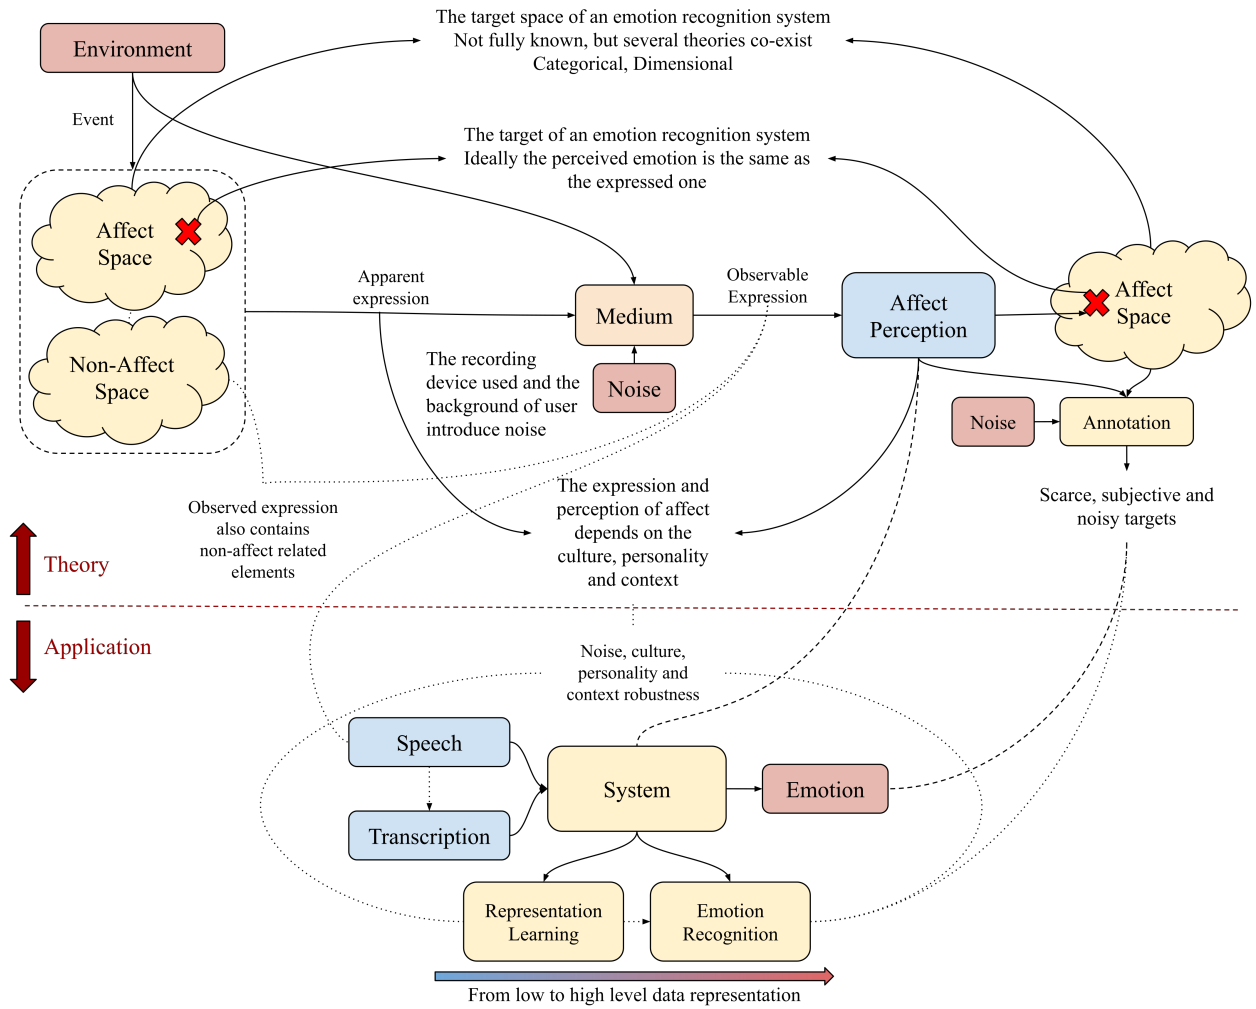 The target space of an emotion recognition system
Not fully known, but several theories co-exist
Categorical, Dimensional
Environment
Event
The target of an emotion recognition system
Ideally the perceived emotion is the same as
the expressed one
Affect
Space
Non-Affect
Space
Apparent
expression
Medium
The recording
device used and the
background of user
introduce noise
Noise
Observable
Expression
Affect
Perception
Affect
Space
Noise
Annotation
Scarce, subjective and
noisy targets
Observed expression
also contains
non-affect related
elements
The expression and
perception of affect
depends on the
culture, personality
and context
Theory
Application
Noise, culture,
personality and
context robustness
Speech
Transcription
System
Emotion
Representation
Learning
Emotion
Recognition
From low to high level data representation